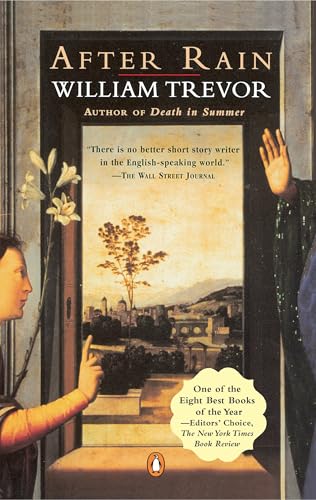 AFTER RAIN
WILLIAM TREVOR
AUTHOR OF Death in Summer
"There is no better short story writer
in the English-speaking world."
—THE WALL STREET JOURNAL
One of the
Eight Best Books
of the Year
—Editors' Choice,
The New York Times
Book Review